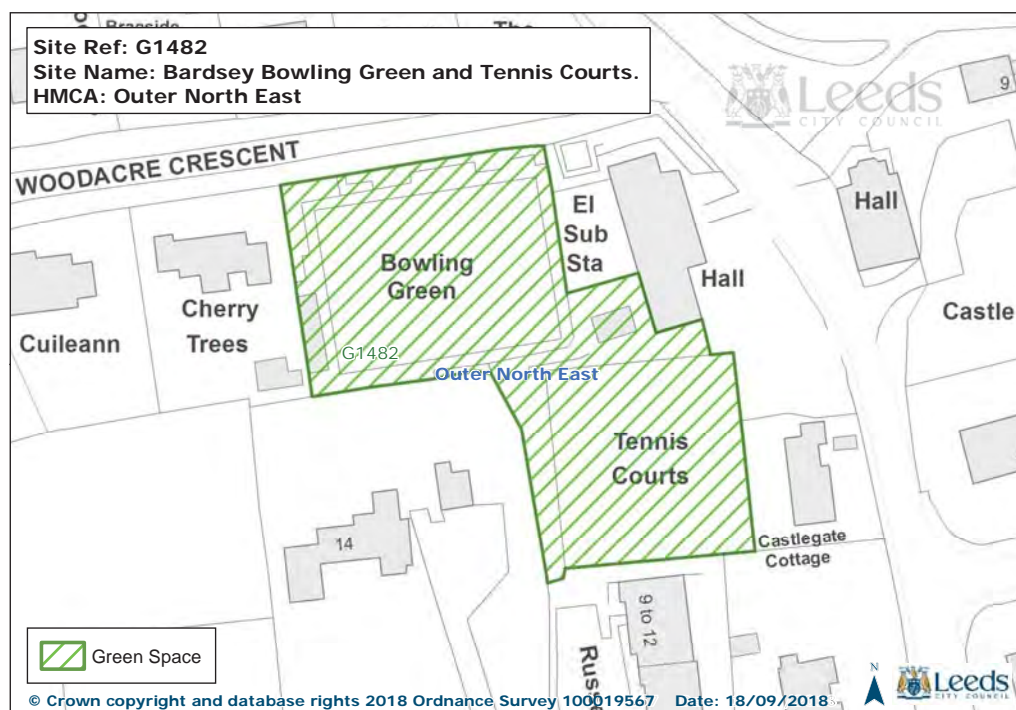 Site Ref: G1482
Site Name: Bardsey Bowling Green and Tennis Courts.
HMCA: Outer North East
Leeds
CITY COUNCIL
9
WOODACRE CRESCENT
El
Sub
Sta
Hall
Hall
Bowling
Green
Cherry
Trees
Cuileann
Castle
G1482
Outer North East
Tennis
Courts
Castlegate
Cottage
14
9 to 12
Green Space
N
Leeds
CITY COUNCIL
© Crown copyright and database rights 2018 Ordnance Survey 100019567 Date: 18/09/2018